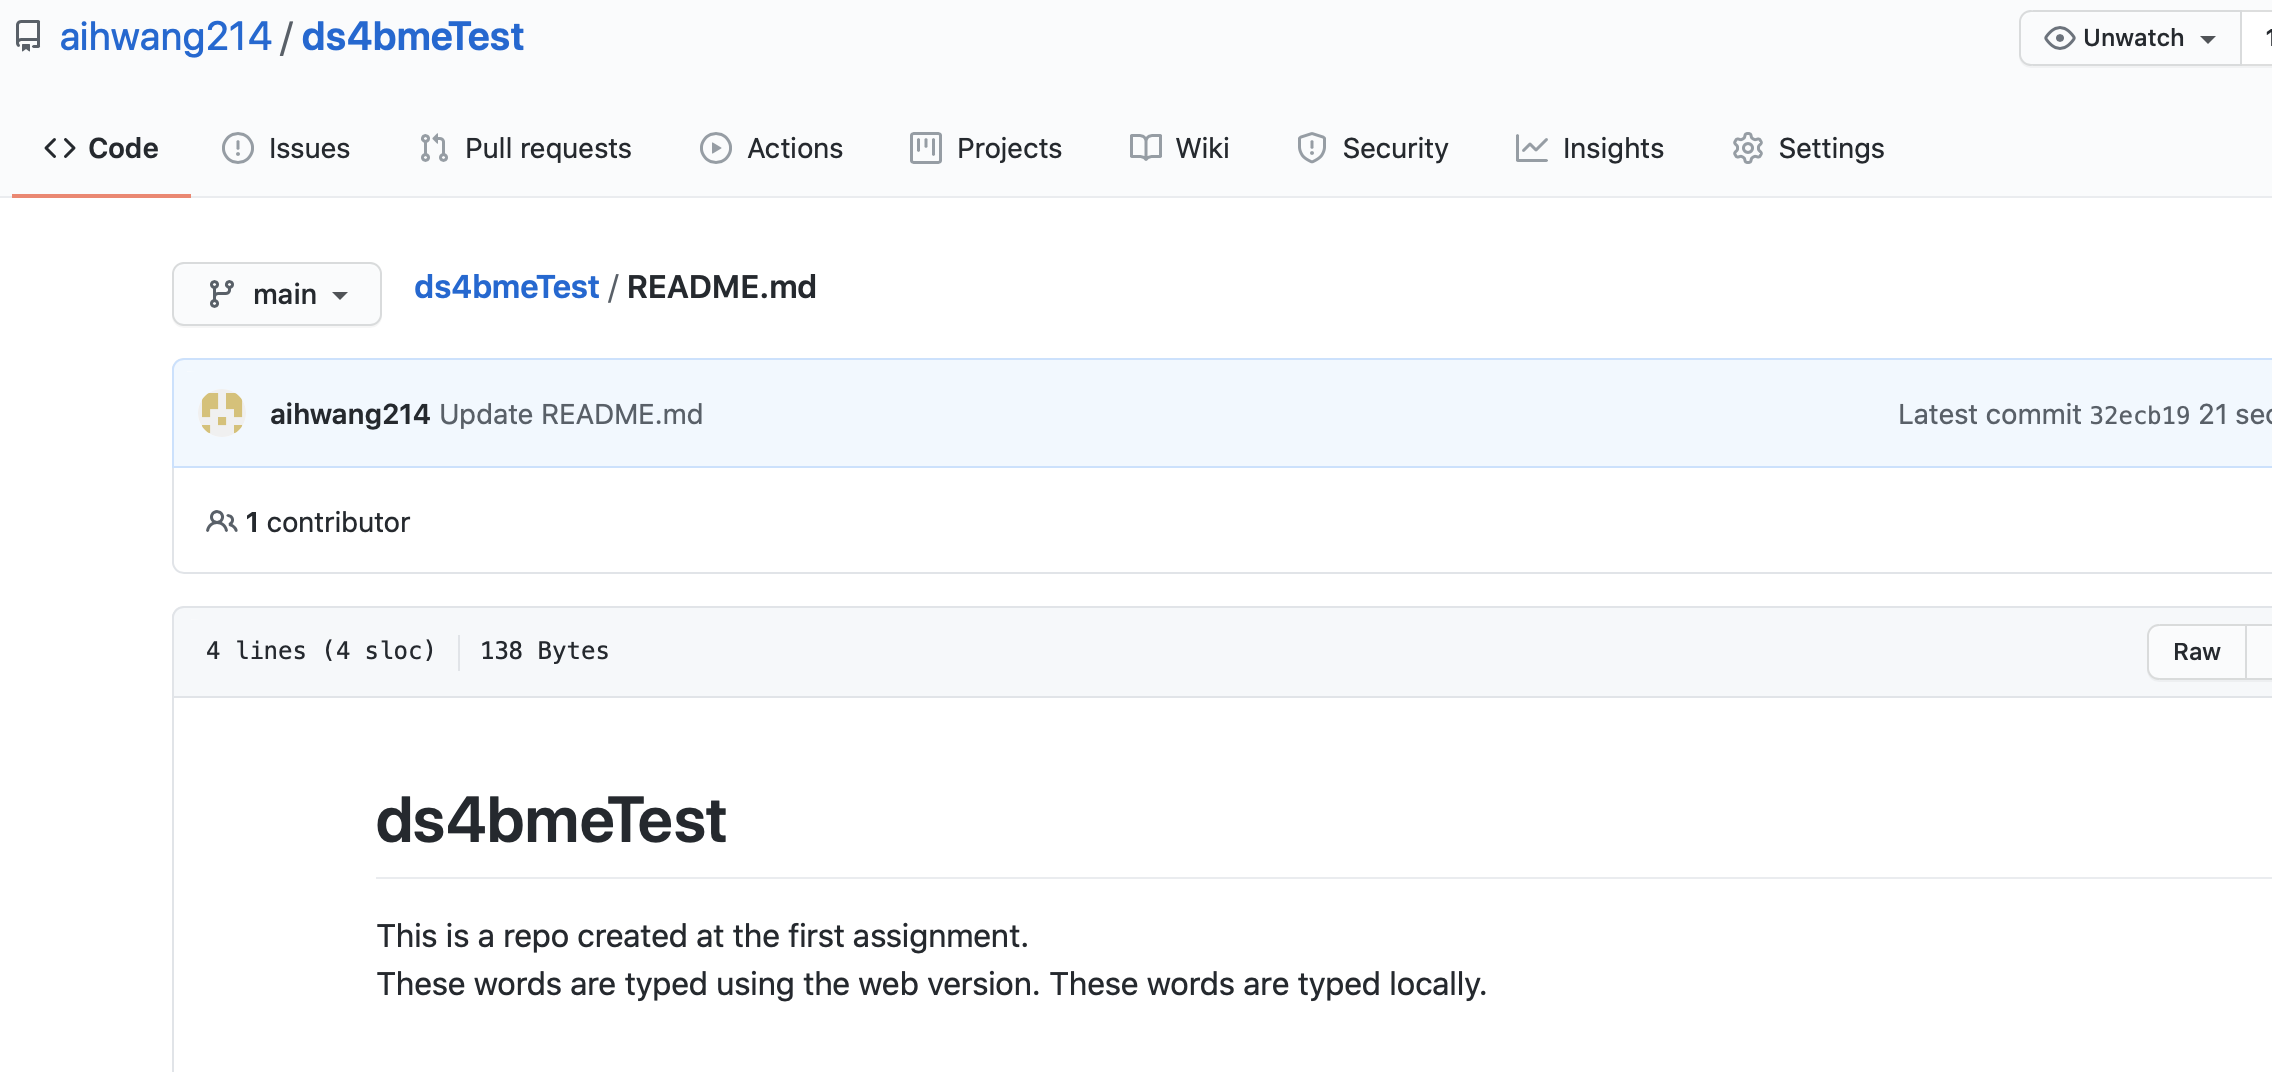 aihwang214 / ds4bmeTest
Unwatch
Code Issues Pull requests Actions Projects Wiki Security Insights Settings
main
ds4bmeTest / README.md
aihwang214 Update README.md
Latest commit 32ecb19 21
1 contributor
4 lines (4 sloc) 138 Bytes
Raw
ds4bmeTest
This is a repo created at the first assignment.
These words are typed using the web version. These words are typed locally.